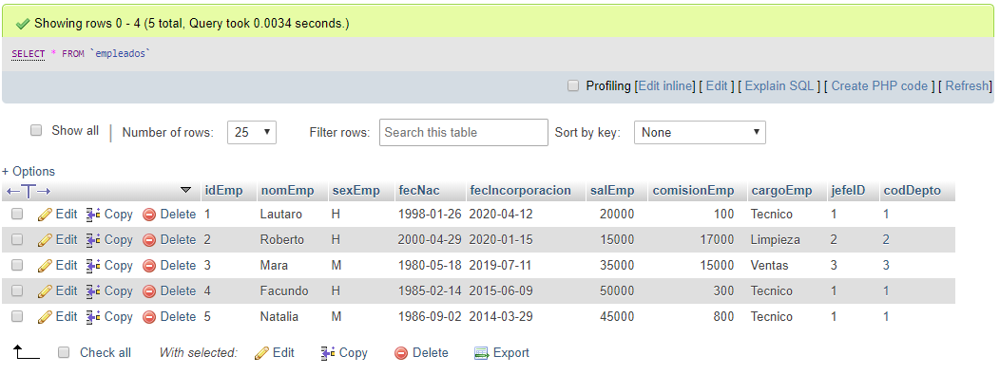 Showing rows 0 - 4 (5 total, Query took 0.0034 seconds.)
SELECT * FROM `empleados`
Profiling [Edit inline] [ Edit ] [ Explain SQL ] [ Create PHP code ] [ Refresh]
Show all | Number of rows: 25 Filter rows: Search this table Sort by key: None
+ Options
idEmp nomEmp sexEmp fecNac fecIncorporacion salEmp comisionEmp cargoEmp jefeID codDepto
Edit Copy Delete 1 Lautaro H 1998-01-26 2020-04-12 20000 100 Tecnico 1 1
Edit Copy Delete 2 Roberto H 2000-04-29 2020-01-15 15000 17000 Limpieza 2 2
Edit Copy Delete 3 Mara M 1980-05-18 2019-07-11 35000 15000 Ventas 3 3
Edit Copy Delete 4 Facundo H 1985-02-14 2015-06-09 50000 300 Tecnico 1 1
Edit Copy Delete 5 Natalia M 1986-09-02 2014-03-29 45000 800 Tecnico 1 1
Check all With selected: Edit Copy Delete Export